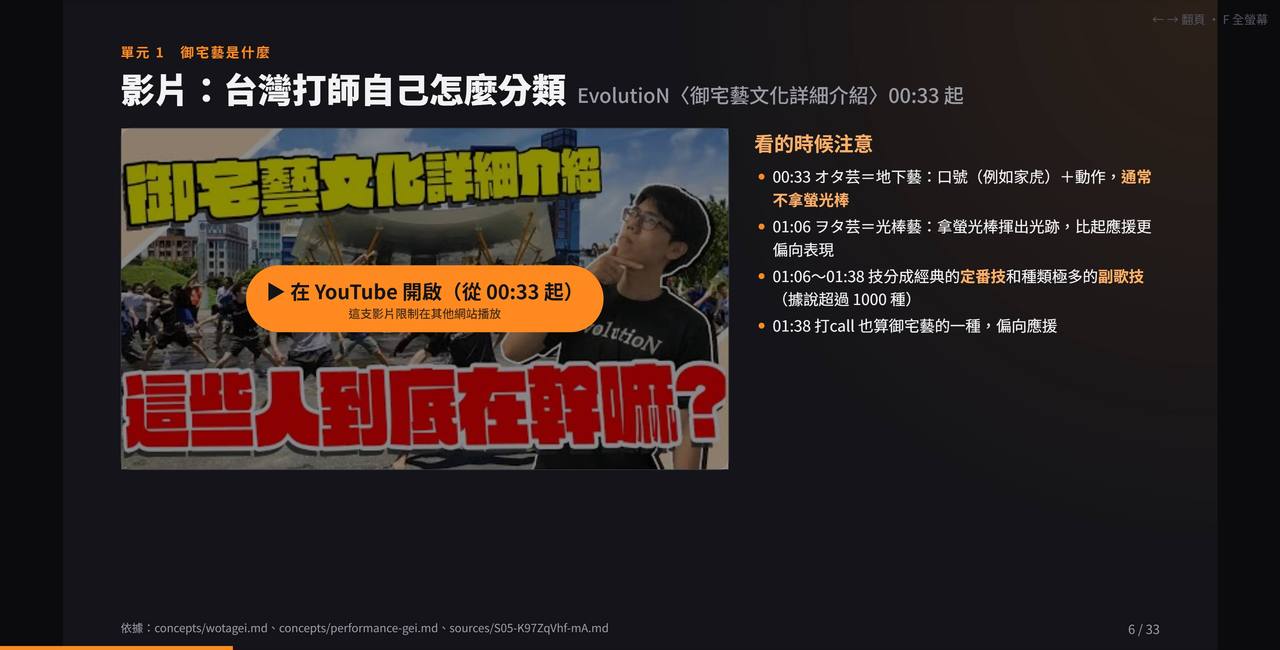 ← → 翻頁 · F 全螢幕
單元 1　御宅藝是什麼
影片：台灣打師自己怎麼分類 EvolutioN〈御宅藝文化詳細介紹〉00:33 起
御宅藝文化詳細介紹
▶ 在 YouTube 開啟（從 00:33 起）
這支影片限制在其他網站播放
volutioN
這些人到底在幹嘛?
看的時候注意
00:33 オタ芸＝地下藝：口號（例如家虎）＋動作，通常
不拿螢光棒
01:06 ヲタ芸＝光棒藝：拿螢光棒揮出光跡，比起應援更
偏向表現
01:06～01:38 技分成經典的定番技和種類極多的副歌技
（據說超過 1000 種）
01:38 打call 也算御宅藝的一種，偏向應援
依據：concepts/wotagei.md、concepts/performance-gei.md、sources/S05-K97ZqVhf-mA.md
6 / 33